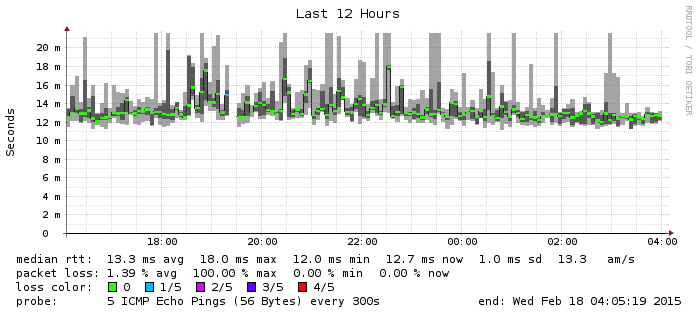 Last 12 Hours
RRDTOOL / TOBI OETIKER
Seconds
20 m
18 m
16 m
14 m
12 m
10 m
8 m
6 m
4 m
2 m
0
18:00 20:00 22:00 00:00 02:00 04:00
median rtt: 13.3 ms avg 18.0 ms max 12.0 ms min 12.7 ms now 1.0 ms sd 13.3 am/s
packet loss: 1.39 % avg 100.00 % max 0.00 % min 0.00 % now
loss color: 0 1/5 2/5 3/5 4/5
probe: 5 ICMP Echo Pings (56 Bytes) every 300s end: Wed Feb 18 04:05:19 2015